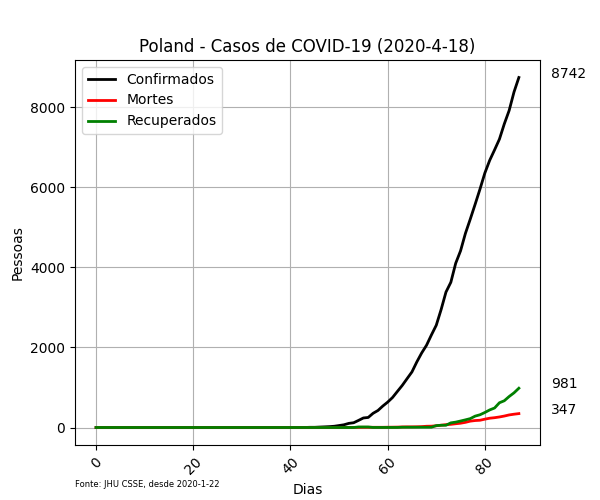 Poland - Casos de COVID-19 (2020-4-18)
Confirmados
Mortes
Recuperados
8742
981
347
8000
6000
4000
2000
0
Pessoas
0
20
40
60
80
Dias
Fonte: JHU CSSE, desde 2020-1-22